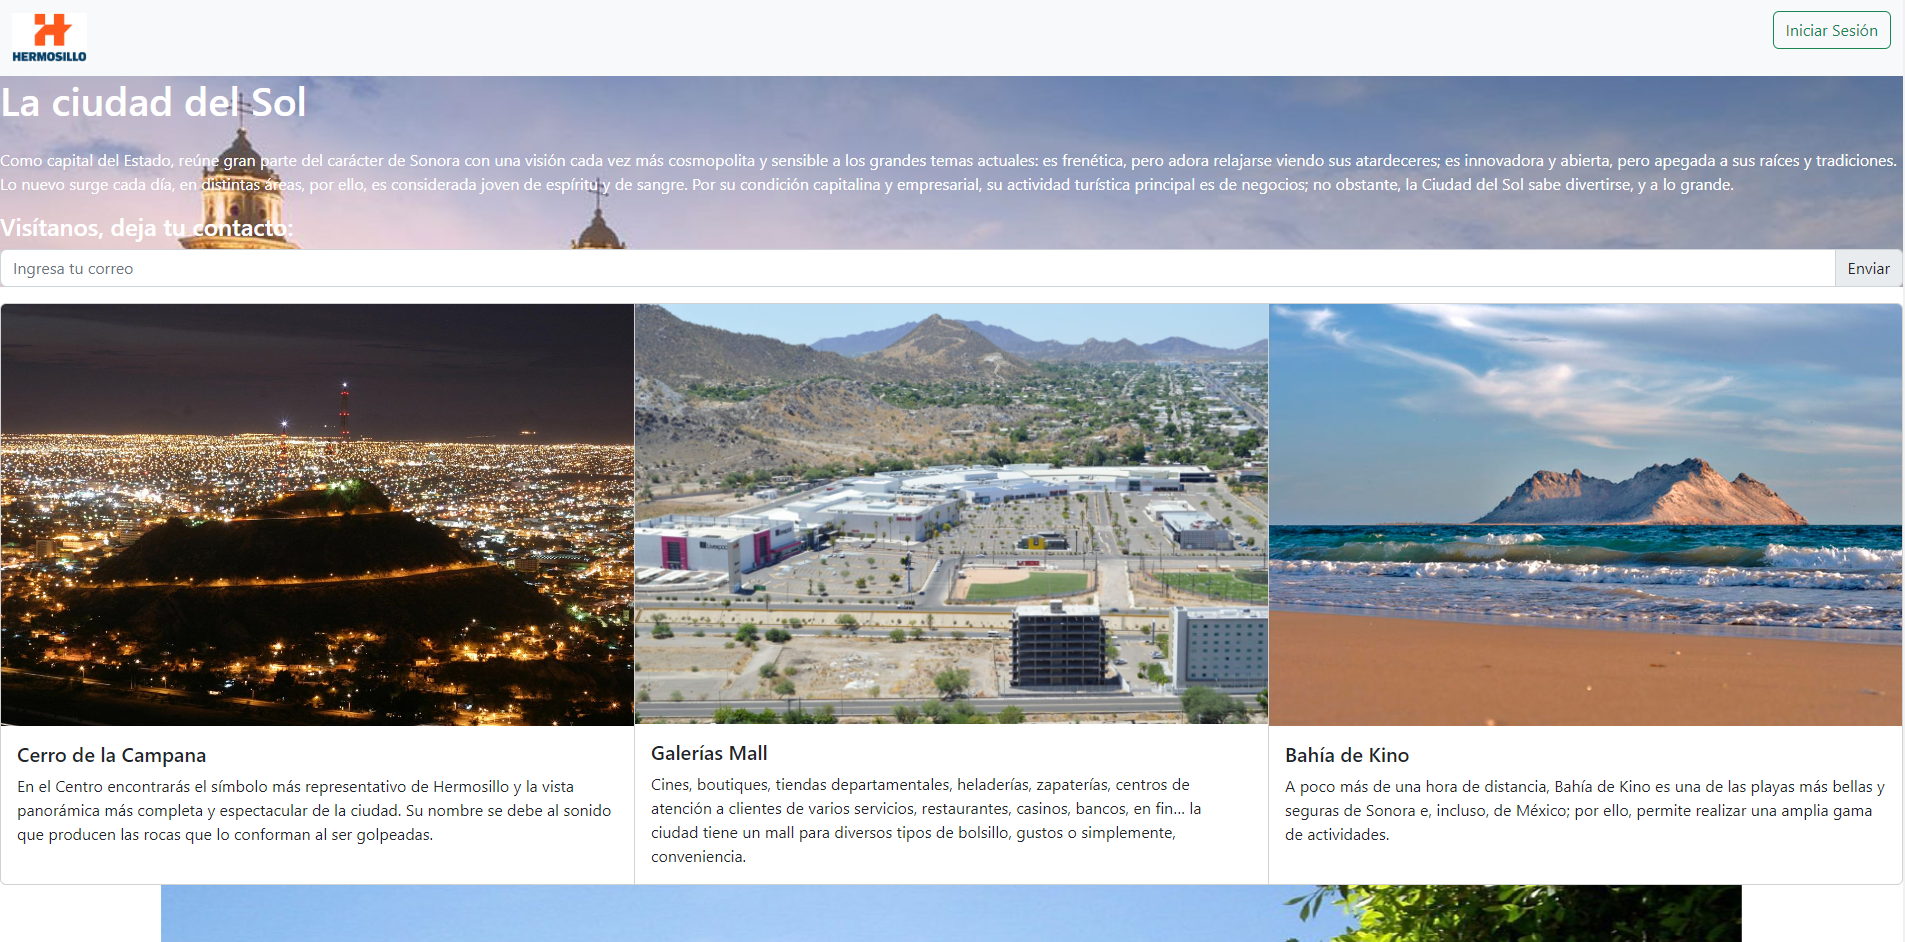 HERMOSILLO
Iniciar Sesión
La ciudad del Sol
Como capital del Estado, reúne gran parte del carácter de Sonora con una visión cada vez más cosmopolita y sensible a los grandes temas actuales: es frenética, pero adora relajarse viendo sus atardeceres; es innovadora y abierta, pero apegada a sus raíces y tradiciones.
Lo nuevo surge cada día, en distintas áreas, por ello, es considerada joven de espíritu y de sangre. Por su condición capitalina y empresarial, su actividad turística principal es de negocios; no obstante, la Ciudad del Sol sabe divertirse, y a lo grande.
Visítanos, deja tu contacto:
Ingresa tu correo
Enviar
Cerro de la Campana
En el Centro encontrarás el símbolo más representativo de Hermosillo y la vista
panorámica más completa y espectacular de la ciudad. Su nombre se debe al sonido
que producen las rocas que lo conforman al ser golpeadas.
Galerías Mall
Cines, boutiques, tiendas departamentales, heladerías, zapaterías, centros de
atención a clientes de varios servicios, restaurantes, casinos, bancos, en fin... la
ciudad tiene un mall para diversos tipos de bolsillo, gustos o simplemente,
conveniencia.
Bahía de Kino
A poco más de una hora de distancia, Bahía de Kino es una de las playas más bellas y
seguras de Sonora e, incluso, de México; por ello, permite realizar una amplia gama
de actividades.